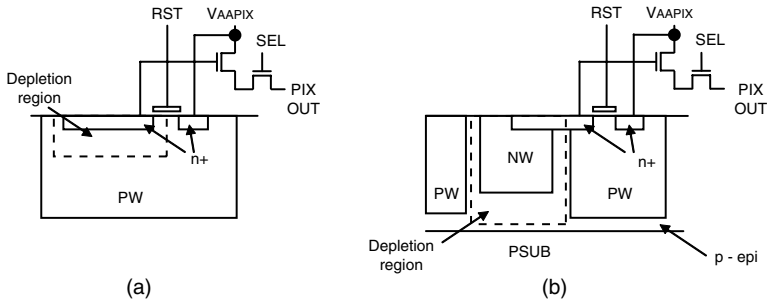 RST
VAAPIX
SEL
Depletion
region
PIX
OUT
n+
PW
(a)
RST
VAAPIX
SEL
PIX
OUT
PW
NW
n+
PW
Depletion
region
PSUB
p - epi
(b)